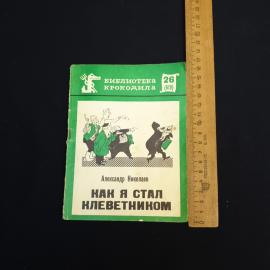 БИБЛИОТЕКА
КРОКОДИЛА
26
Александр Николаев
КАК Я СТАЛ
КЛЕВЕТНИКОМ